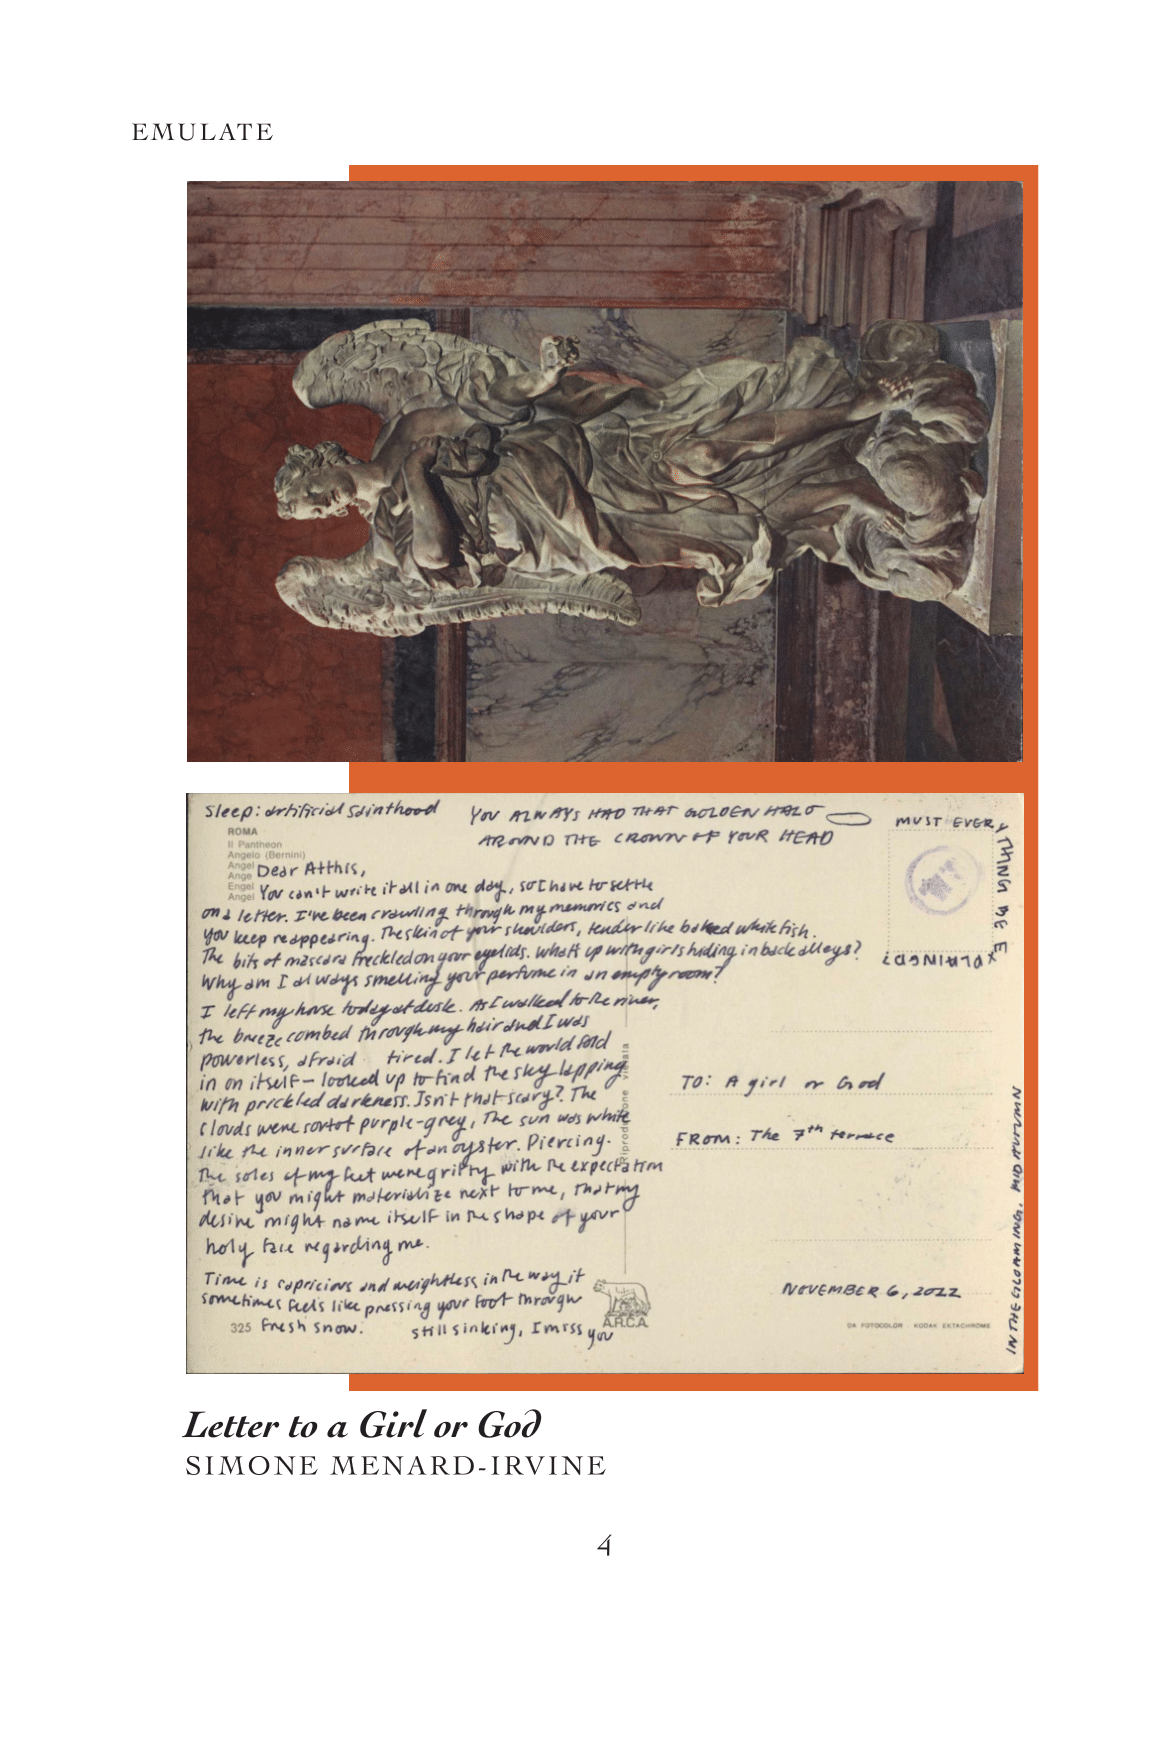 EMULATE
Sleep: artificial sainthood
YOU ALWAYS HAD THAT GOLDEN HALO
AROUND THE CROWN OF YOUR HEAD
MUST EVERYTHING BE EXPLAINED?
ROMA
Il Pantheon
Angelo (Bernini)
Angel
Ange
Engel
Angel
Dear Atthis,
You can't write it all in one day, so I have to settle
on a letter. I've been crawling through my memories and
you keep reappearing. The skin of your shoulders, tender like baked white fish.
The bits of mascara freckled on your eyelids. What's up with girls hiding in back alleys?
Why am I always smelling your perfume in an empty room?
I left my house today at dusk. As I walked to the river,
the breeze combed through my hair and I was
powerless, afraid tired. I let the world fold
in on itself – looked up to find the sky lapping
with prickled darkness. Isn't that scary? The
clouds were sort of purple-grey, The sun was white
like the inner surface of an oyster. Piercing.
The soles of my feet were gritty with the expectation
that you might materialize next to me, that my
desire might name itself in the shape of your
holy face regarding me.
Time is capricious and weightless in the way it
sometimes feels like pressing your foot through
325 fresh snow. still sinking, I miss you
Riproduzione vietata
A.R.C.A.
TO: A girl or God
FROM: The 7th terrace
NOVEMBER 6, 2022
DA FOTOCOLOR KODAK EKTACHROME
IN THE GLOAMING, MID AUTUMN
Letter to a Girl or God
SIMONE MENARD-IRVINE
4